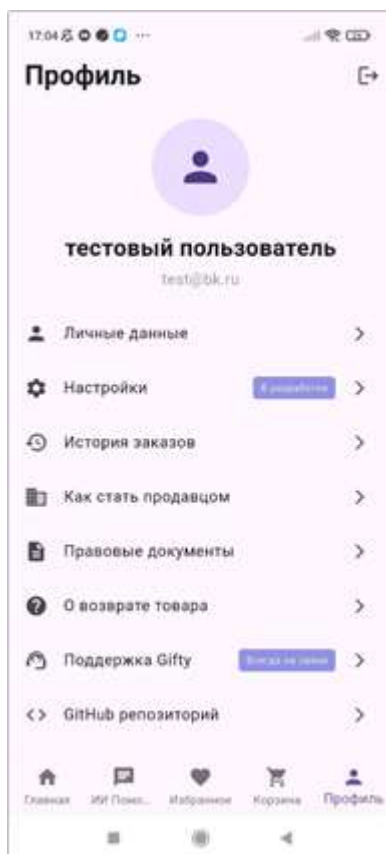 17:04
Профиль
тестовый пользователь
test@bk.ru
Личные данные
Настройки
В разработке
История заказов
Как стать продавцом
Правовые документы
О возврате товара
Поддержка Gifty
Всегда на связи
GitHub репозиторий
Главная
ИИ Помо...
Избранное
Корзина
Профиль